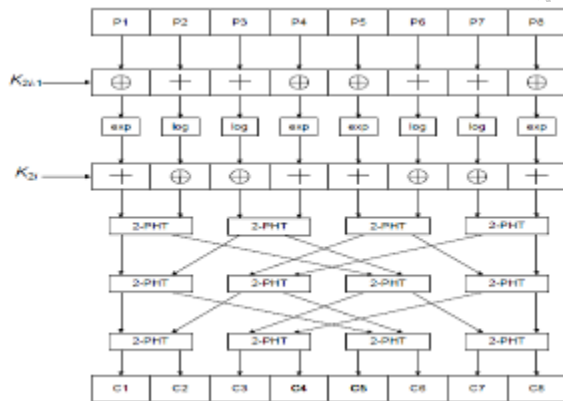 P1 P2 P3 P4 P5 P6 P7 P8
K2i-1 ⊕ + + ⊕ ⊕ + + ⊕
exp log log exp exp log log exp
K2i + ⊕ ⊕ + + ⊕ ⊕ +
2-PHT 2-PHT 2-PHT 2-PHT
2-PHT 2-PHT 2-PHT 2-PHT
2-PHT 2-PHT 2-PHT 2-PHT
C1 C2 C3 C4 C5 C6 C7 C8